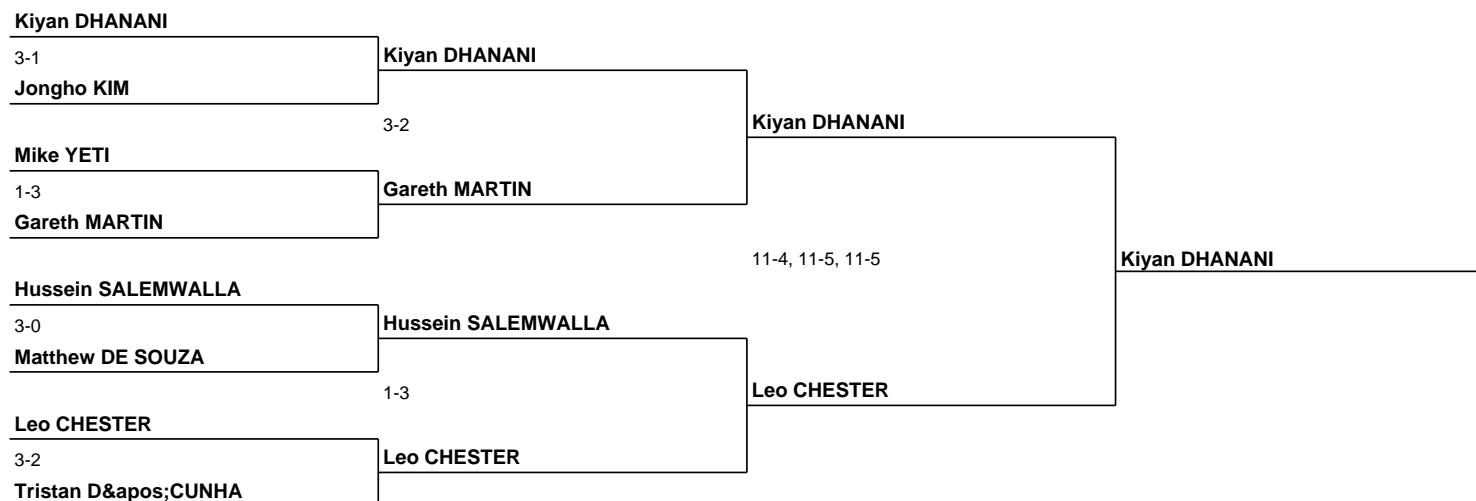 Kiyan DHANANI
3-1
Jongho KIM
Mike YETI
1-3
Gareth MARTIN
Hussein SALEMWALLA
3-0
Matthew DE SOUZA
Leo CHESTER
3-2
Tristan D&apos;CUNHA
Kiyan DHANANI
3-2
Gareth MARTIN
Hussein SALEMWALLA
1-3
Leo CHESTER
Kiyan DHANANI
11-4, 11-5, 11-5
Leo CHESTER
Kiyan DHANANI